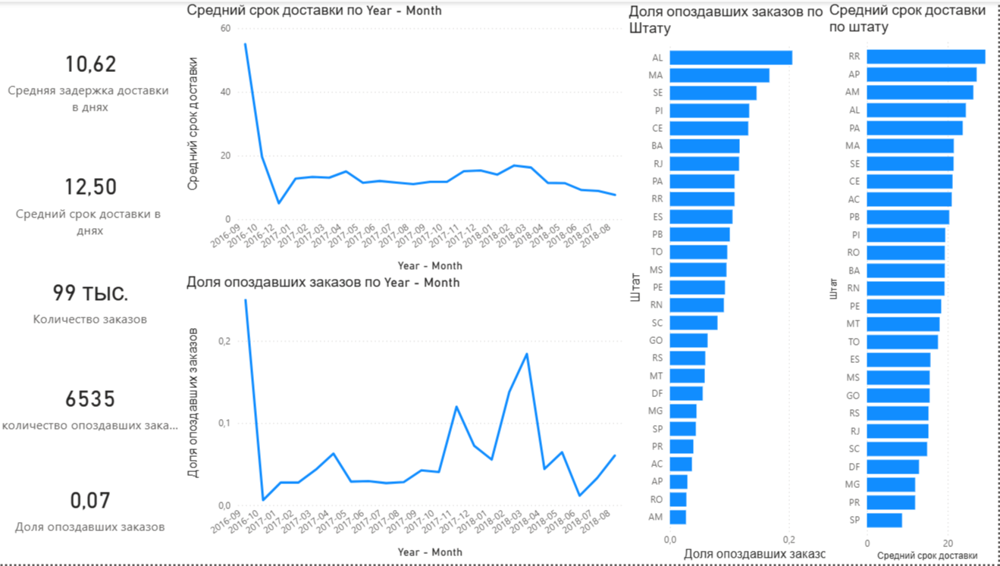 10,62
Средняя задержка доставки
в днях
12,50
Средний срок доставки в
днях
99 тыс.
Количество заказов
6535
количество опоздавших зака...
0,07
Доля опоздавших заказов
Средний срок доставки по Year - Month
Средний срок доставки
60
40
20
0
2016-09
2016-10
2016-12
2017-01
2017-02
2017-03
2017-04
2017-05
2017-06
2017-07
2017-08
2017-09
2017-10
2017-11
2017-12
2018-01
2018-02
2018-03
2018-04
2018-05
2018-06
2018-07
2018-08
Year - Month
Доля опоздавших заказов по Year - Month
Доля опоздавших заказов
0,2
0,1
0,0
2016-09
2016-10
2017-01
2017-02
2017-03
2017-04
2017-05
2017-06
2017-07
2017-08
2017-09
2017-10
2017-11
2017-12
2018-01
2018-02
2018-03
2018-04
2018-05
2018-06
2018-07
2018-08
Year - Month
Доля опоздавших заказов по
Штату
Штат
AL
MA
SE
PI
CE
BA
RJ
PA
RR
ES
PB
TO
MS
PE
RN
SC
GO
RS
MT
DF
MG
SP
PR
AC
AP
RO
AM
0,0
0,2
Доля опоздавших заказс
Средний срок доставки
по штату
Штат
RR
AP
AM
AL
PA
MA
SE
CE
AC
PB
PI
RO
BA
RN
PE
MT
TO
ES
MS
GO
RS
RJ
SC
DF
MG
PR
SP
0
20
Средний срок доставки